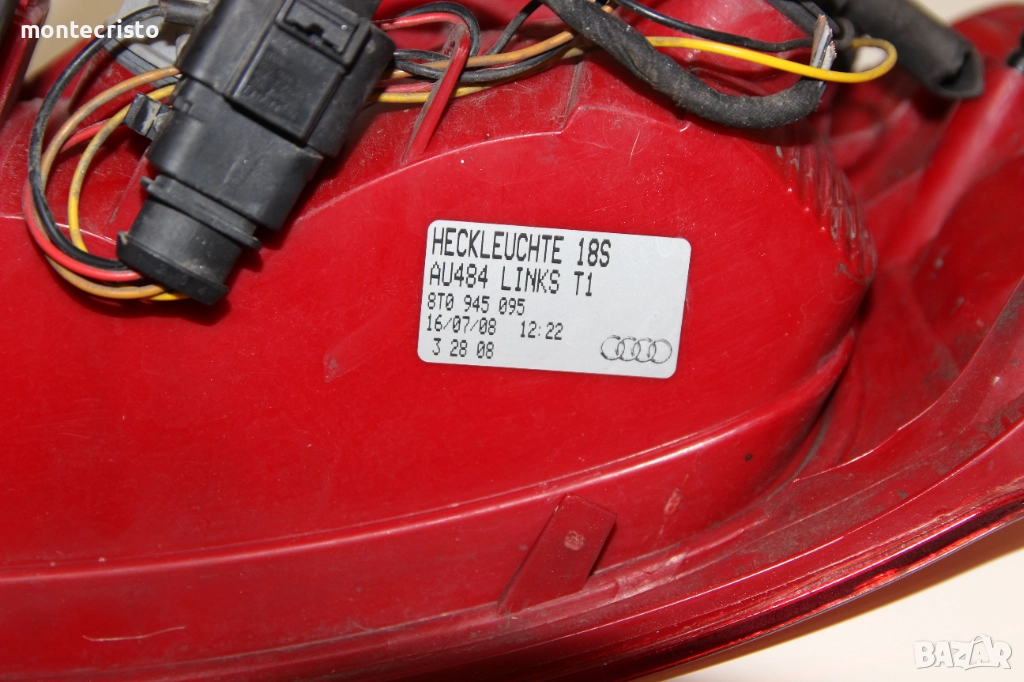 montecristo
HECKLEUCHTE 18S
AU484 LINKS T1
8T0 945 095
16/07/08 12:22
3 28 08
BAZAR